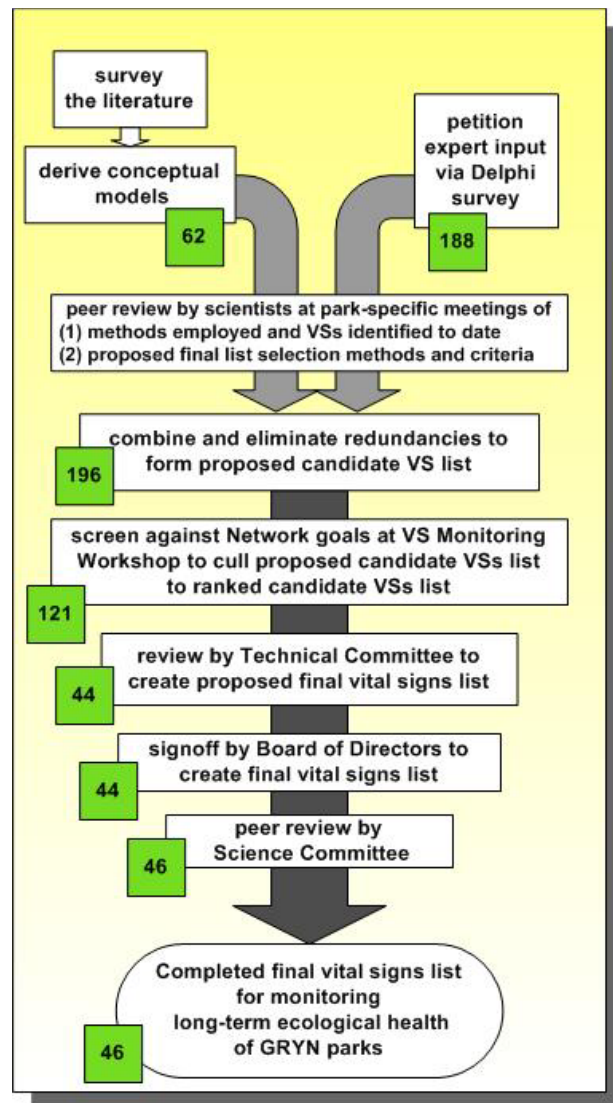 survey
the literature
derive conceptual
models
62
petition
expert input
via Delphi
survey
188
peer review by scientists at park-specific meetings of
(1) methods employed and VSs identified to date
(2) proposed final list selection methods and criteria
combine and eliminate redundancies to
form proposed candidate VS list
196
screen against Network goals at VS Monitoring
Workshop to cull proposed candidate VSs list
to ranked candidate VSs list
121
review by Technical Committee to
create proposed final vital signs list
44
signoff by Board of Directors to
create final vital signs list
44
peer review by
Science Committee
46
Completed final vital signs list
for monitoring
long-term ecological health
of GRYN parks
46